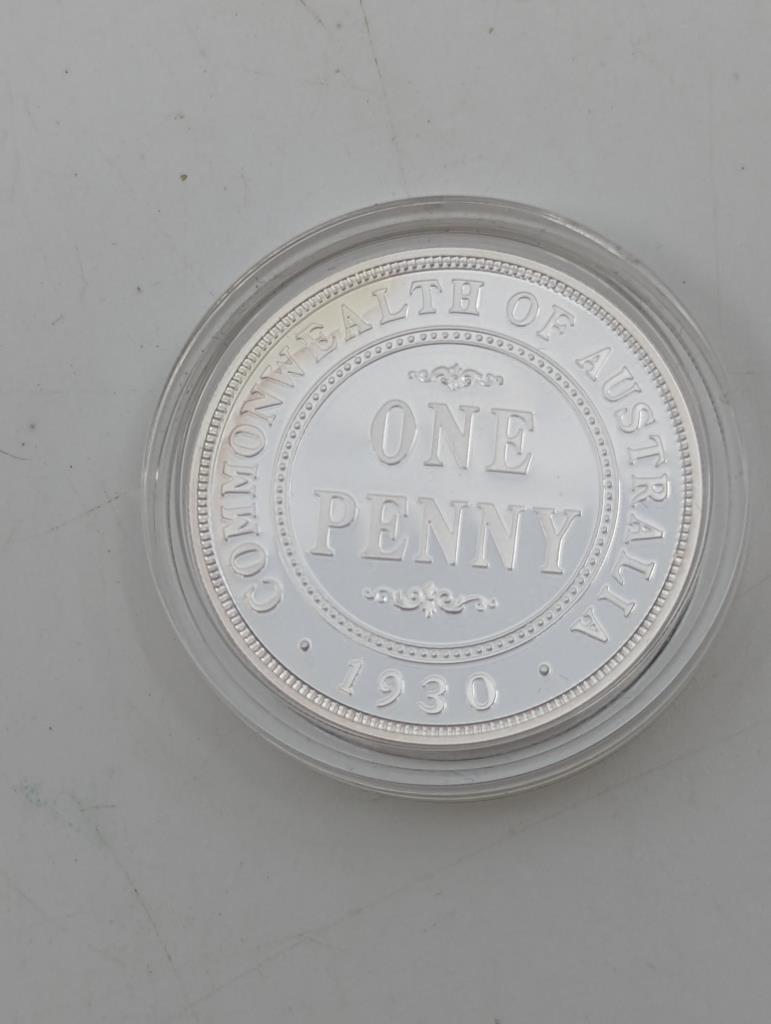 COMMONWEALTH OF AUSTRALIA
ONE
PENNY
· 1930 ·